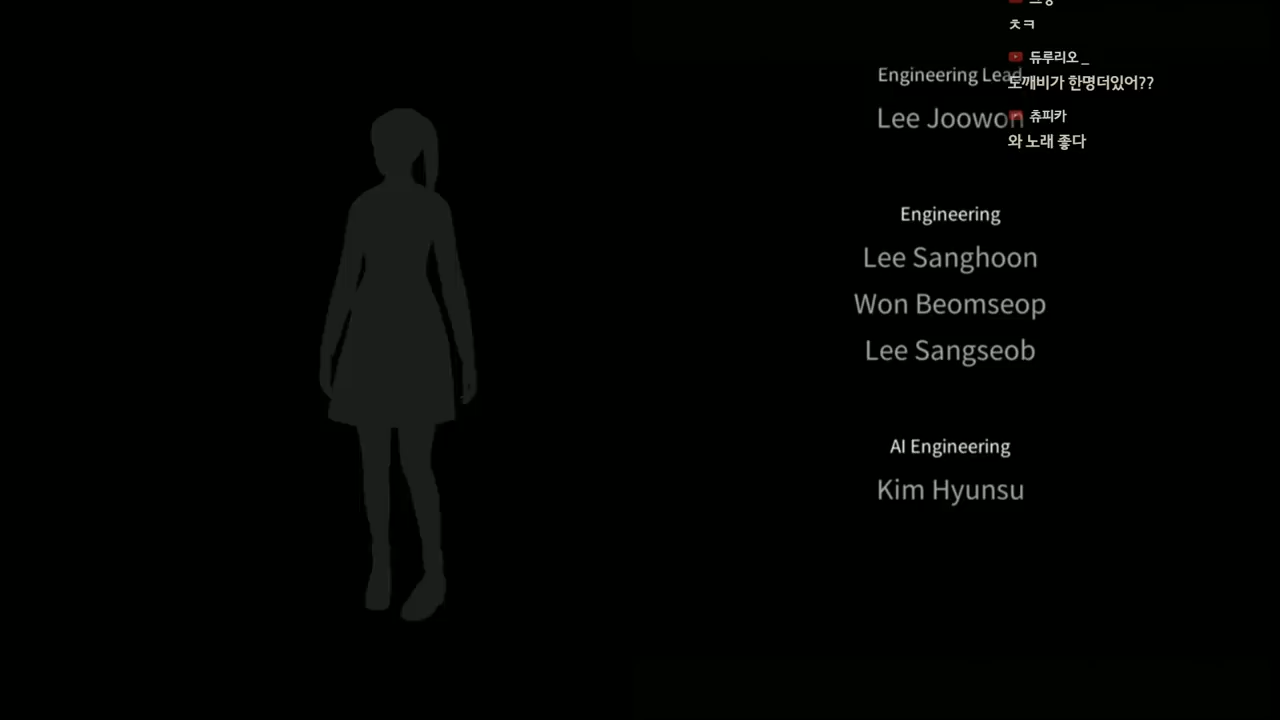 ㅊㅋ
듀루리오_
Engineering Lead
도깨비가 한명더있어??
Lee Joowon
츄피카
와 노래 좋다
Engineering
Lee Sanghoon
Won Beomseop
Lee Sangseob
AI Engineering
Kim Hyunsu